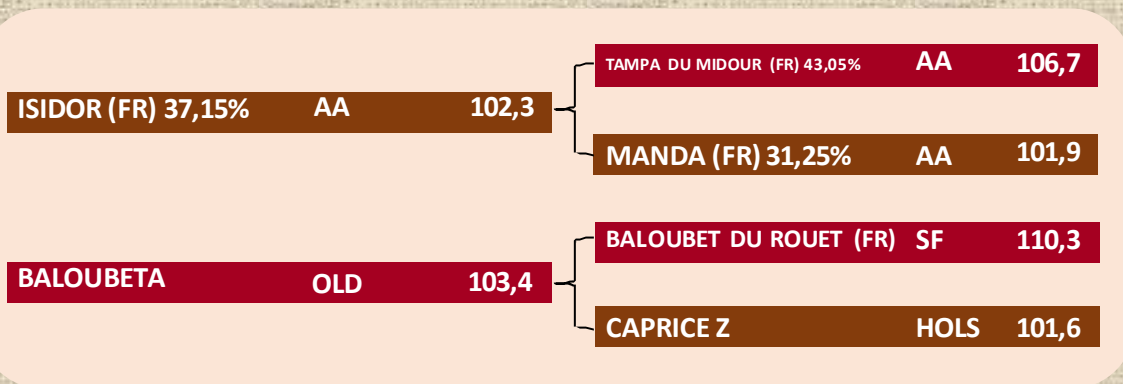 TAMPA DU MIDOUR (FR) 43,05% AA 106,7
ISIDOR (FR) 37,15% AA 102,3
MANDA (FR) 31,25% AA 101,9
BALOUBET DU ROUET (FR) SF 110,3
BALOUBETA OLD 103,4
CAPRICE Z HOLS 101,6